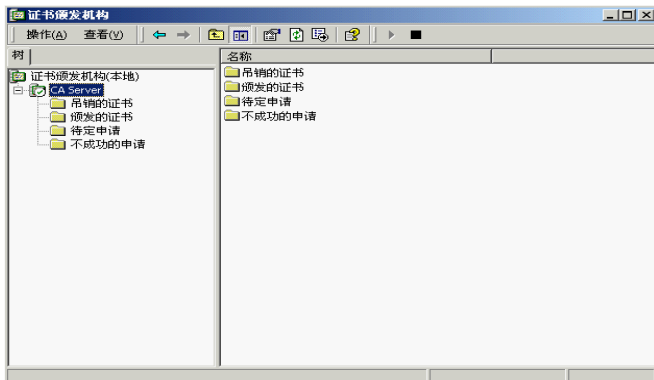 证书颁发机构
操作(A) 查看(V)
树
名称
证书颁发机构(本地)
CA Server
吊销的证书
颁发的证书
待定申请
不成功的申请
吊销的证书
颁发的证书
待定申请
不成功的申请